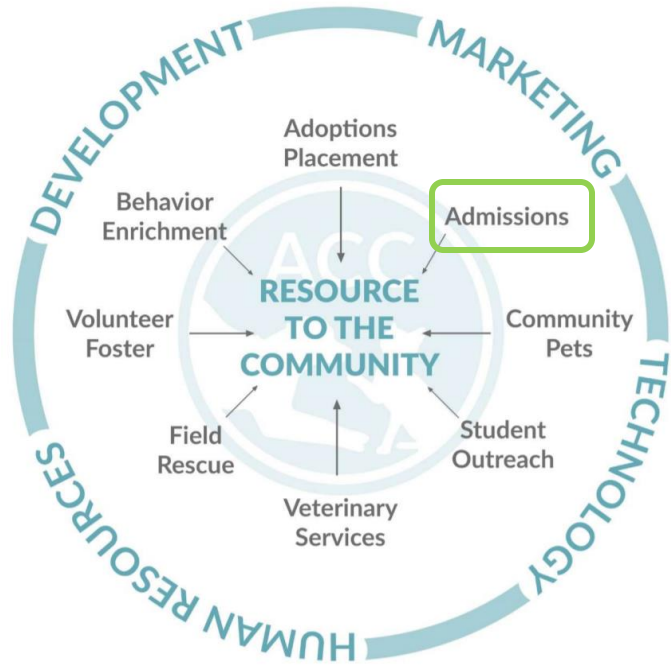 DEVELOPMENT
MARKETING
TECHNOLOGY
HUMAN RESOURCES
Adoptions
Placement
Admissions
Community
Pets
Student
Outreach
Veterinary
Services
Field
Rescue
Volunteer
Foster
Behavior
Enrichment
ACC
RESOURCE
TO THE
COMMUNITY